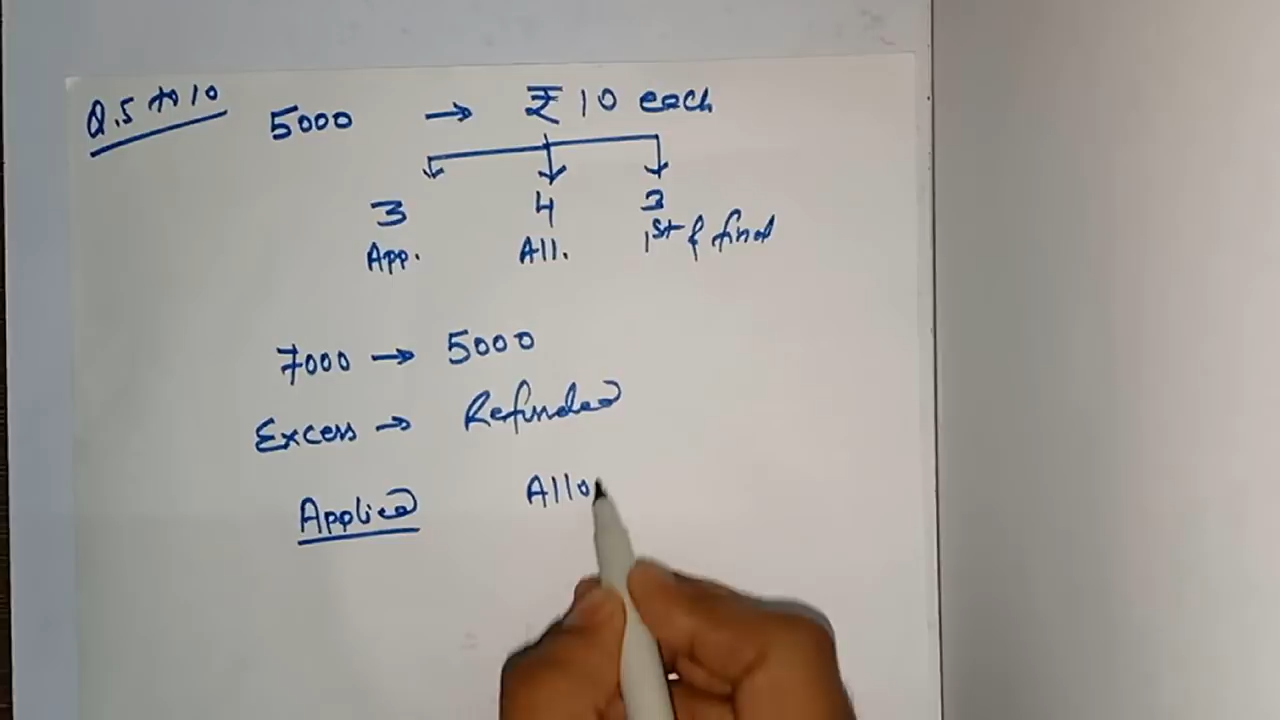 Q.5 to 10
5000 → ₹ 10 each
3 4 3
App. All. 1st & final
7000 → 5000
Excess → Refunded
Applied Allo